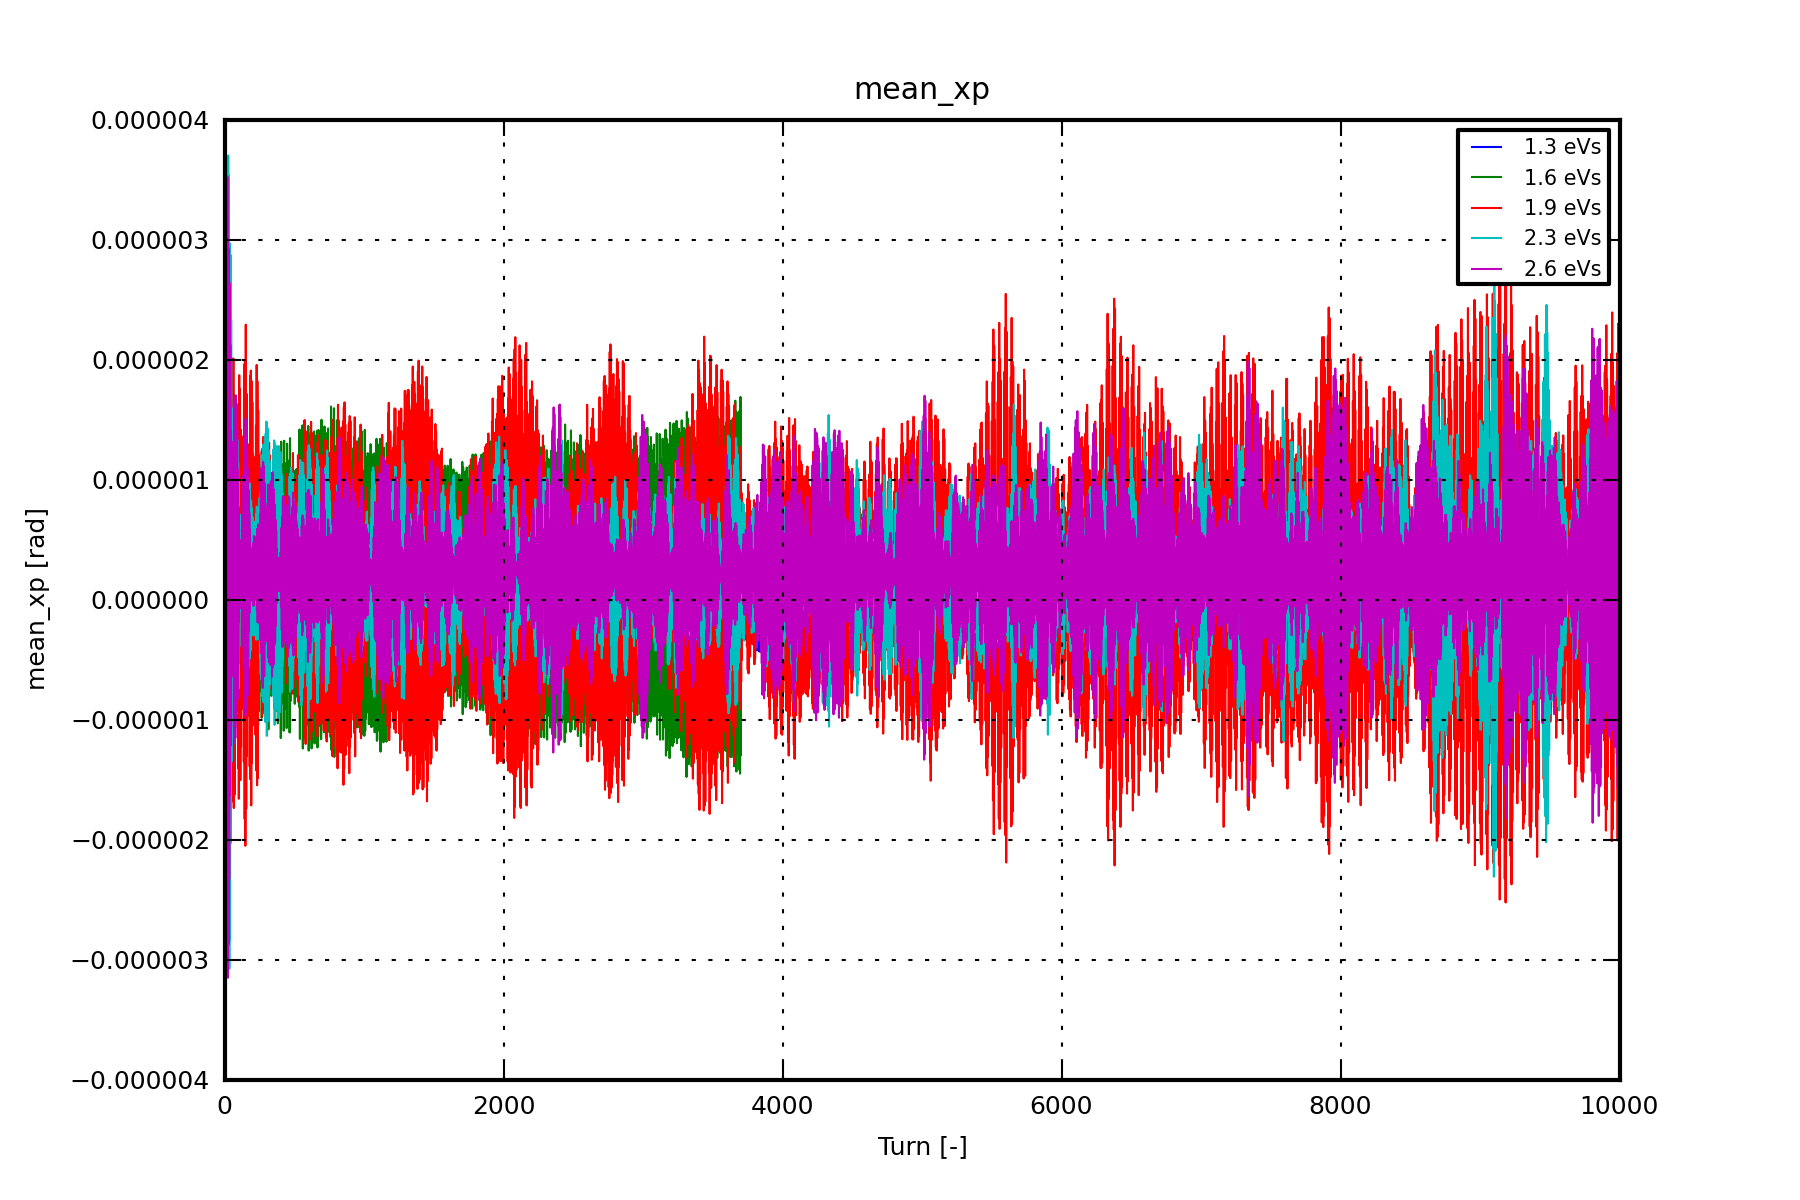 mean_xp
0.000004
0.000003
0.000002
0.000001
0.000000
−0.000001
−0.000002
−0.000003
−0.000004
mean_xp [rad]
1.3 eVs
1.6 eVs
1.9 eVs
2.3 eVs
2.6 eVs
0 2000 4000 6000 8000 10000
Turn [-]